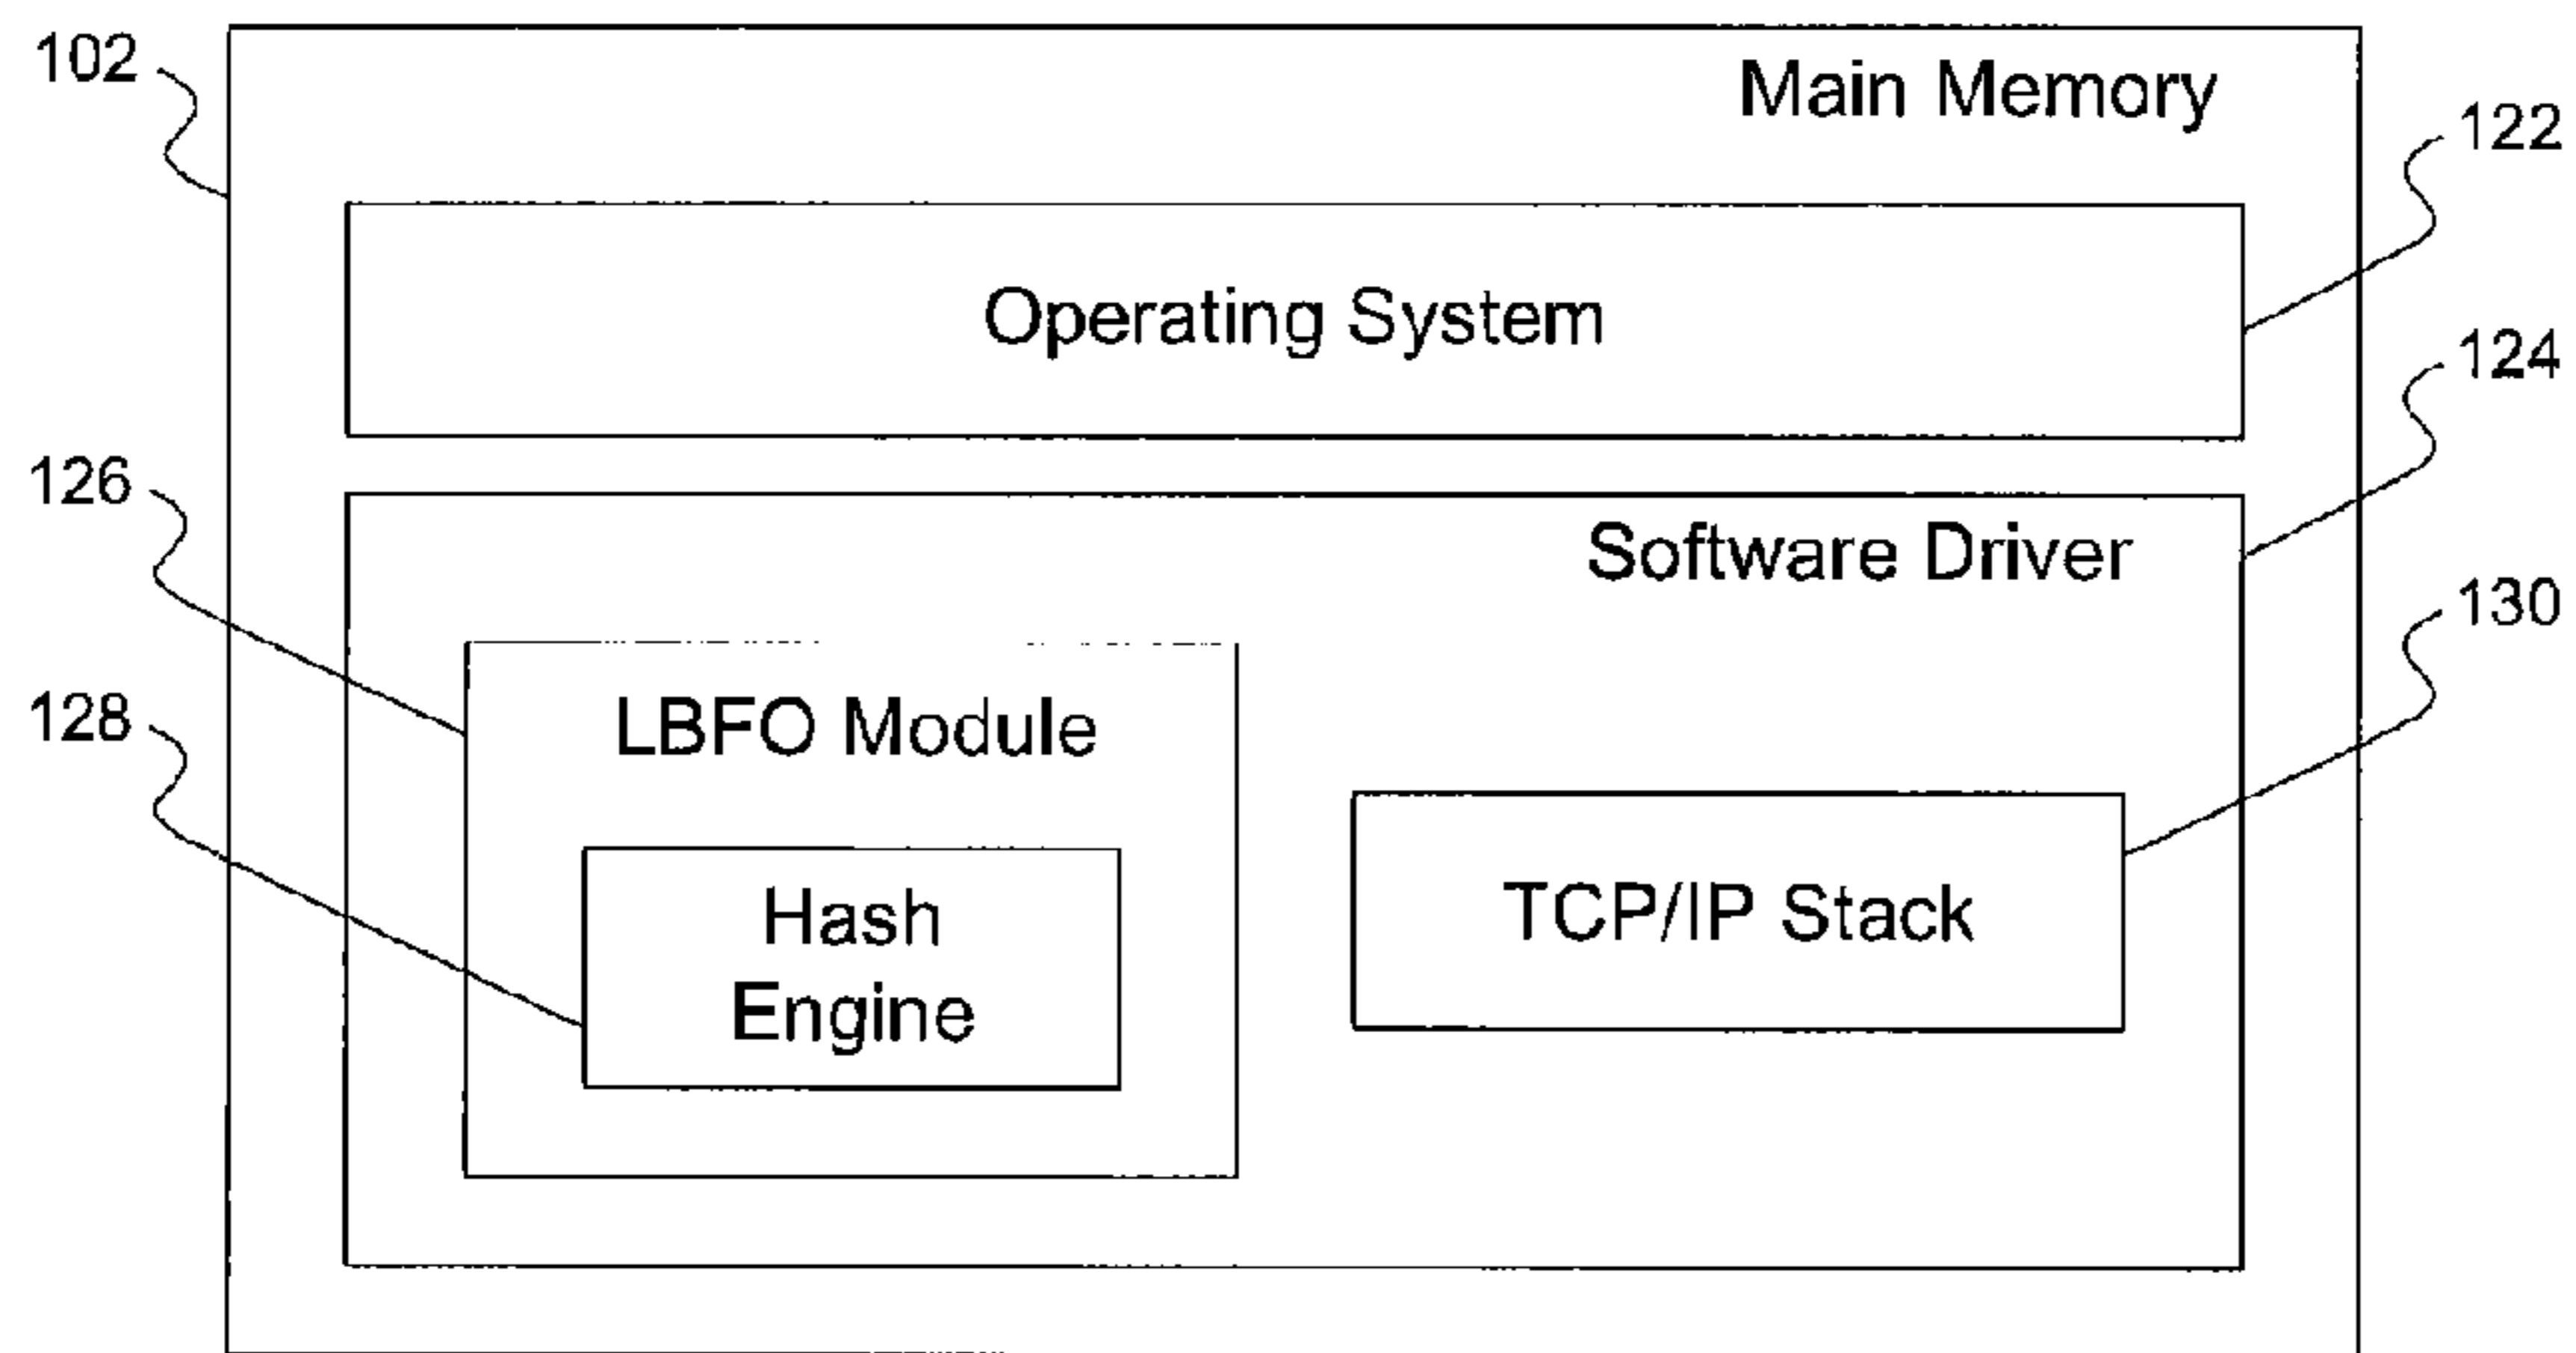 102
Main Memory
122
Operating System
124
126
Software Driver
130
LBFO Module
128
Hash
Engine
TCP/IP Stack